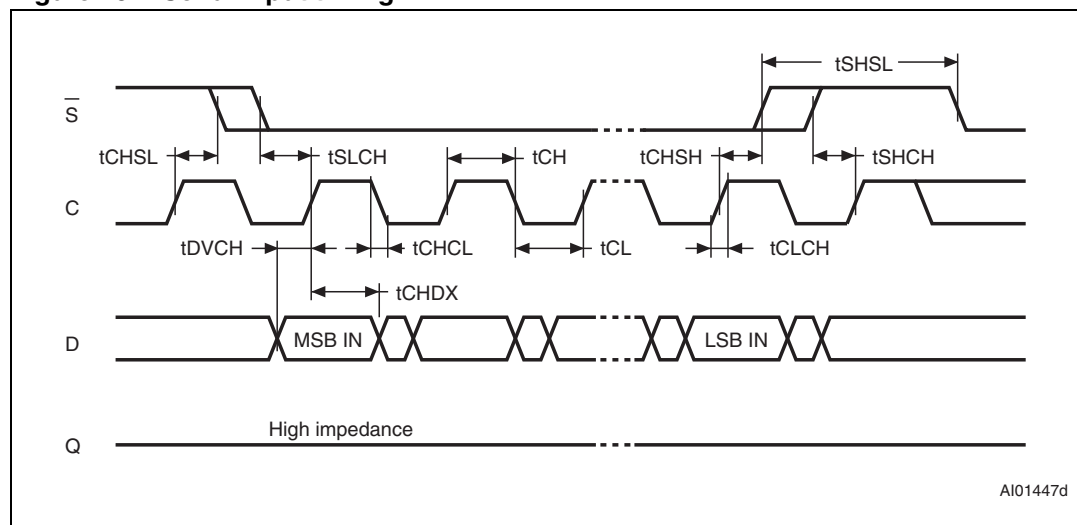 tSHSL
S
tCHSL
tSLCH
tCH
tCHSH
tSHCH
C
tDVCH
tCHCL
tCL
tCLCH
tCHDX
D
MSB IN
LSB IN
High impedance
Q
AI01447d